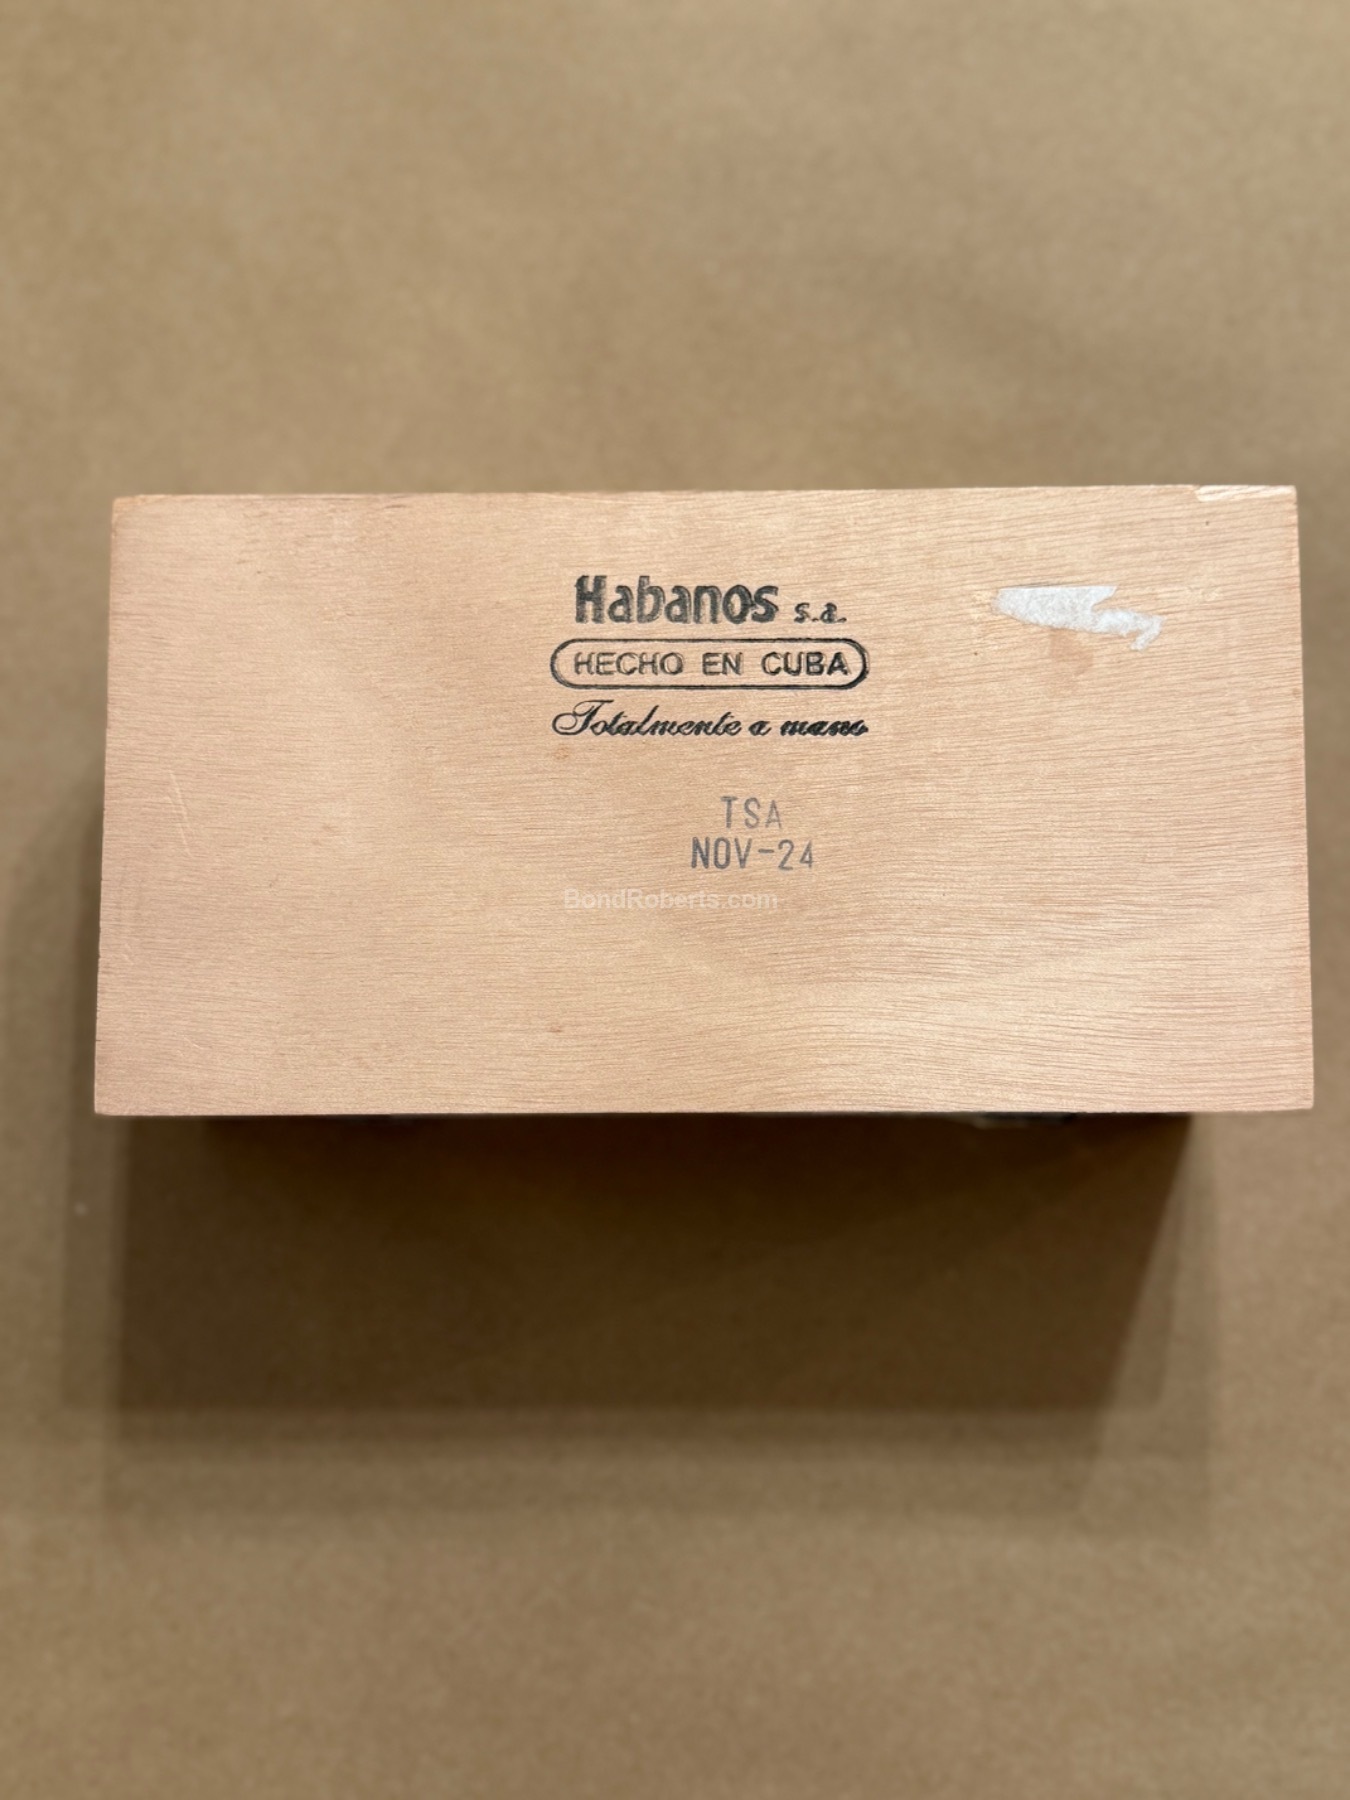 Habanos s.a.
HECHO EN CUBA
Totalmente a mano
TSA
NOV-24
BondRoberts.com